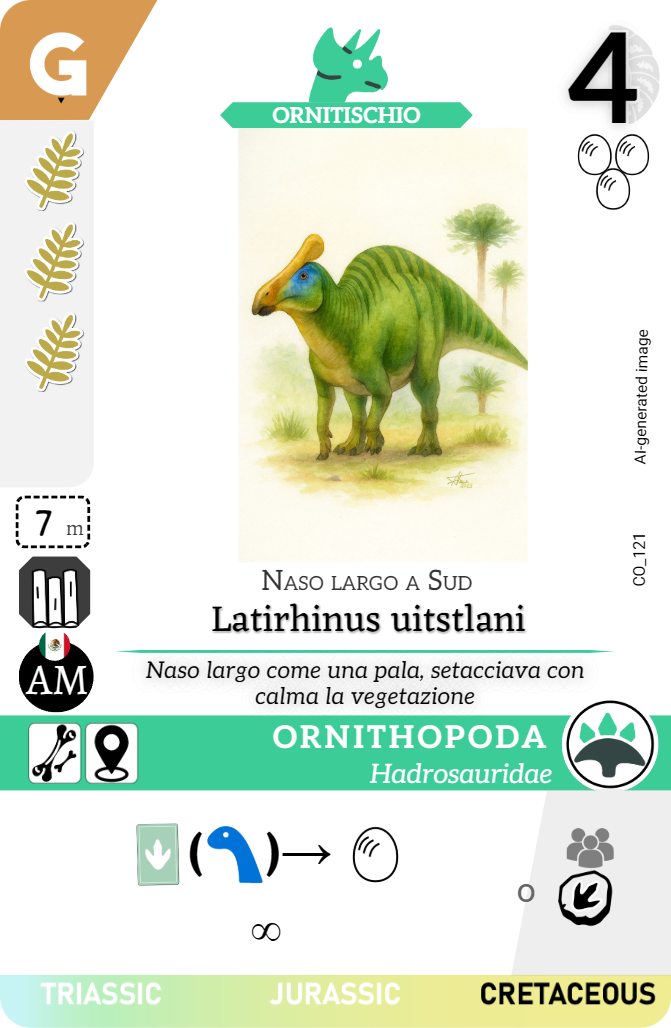 G
4
ORNITISCHIO
AI-generated image
CO_121
7 m
AM
Naso largo a Sud
Latirhinus uitstlani
Naso largo come una pala, setacciava con
calma la vegetazione
ORNITHOPODA
Hadrosauridae
( ) →
∞
O
TRIASSIC JURASSIC CRETACEOUS